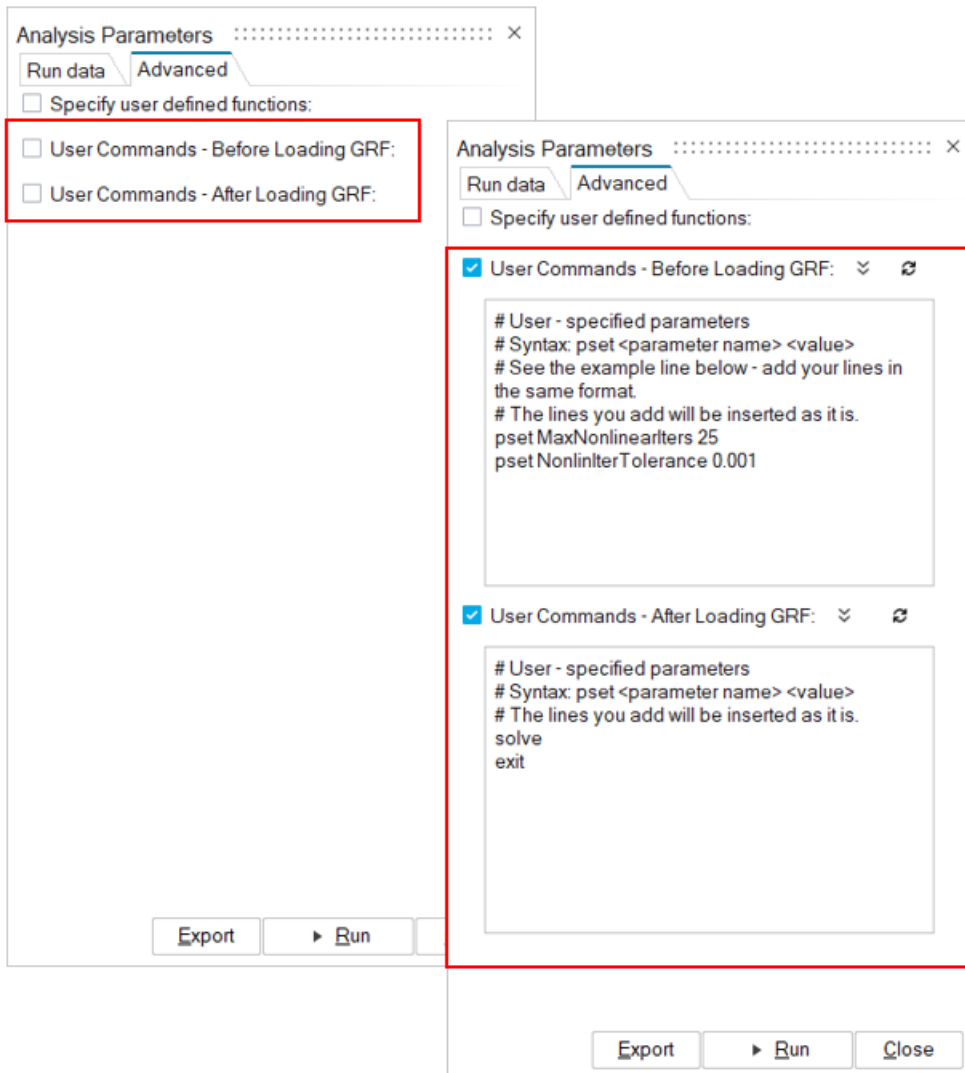 Analysis Parameters
Run data
Advanced
Specify user defined functions:
User Commands - Before Loading GRF:
User Commands - After Loading GRF:
Export
Run
Analysis Parameters
Run data
Advanced
Specify user defined functions:
User Commands - Before Loading GRF:
# User - specified parameters
# Syntax: pset <parameter name> <value>
# See the example line below - add your lines in
the same format.
# The lines you add will be inserted as it is.
pset MaxNonlinearIters 25
pset NonlinIterTolerance 0.001
User Commands - After Loading GRF:
# User - specified parameters
# Syntax: pset <parameter name> <value>
# The lines you add will be inserted as it is.
solve
exit
Export
Run
Close